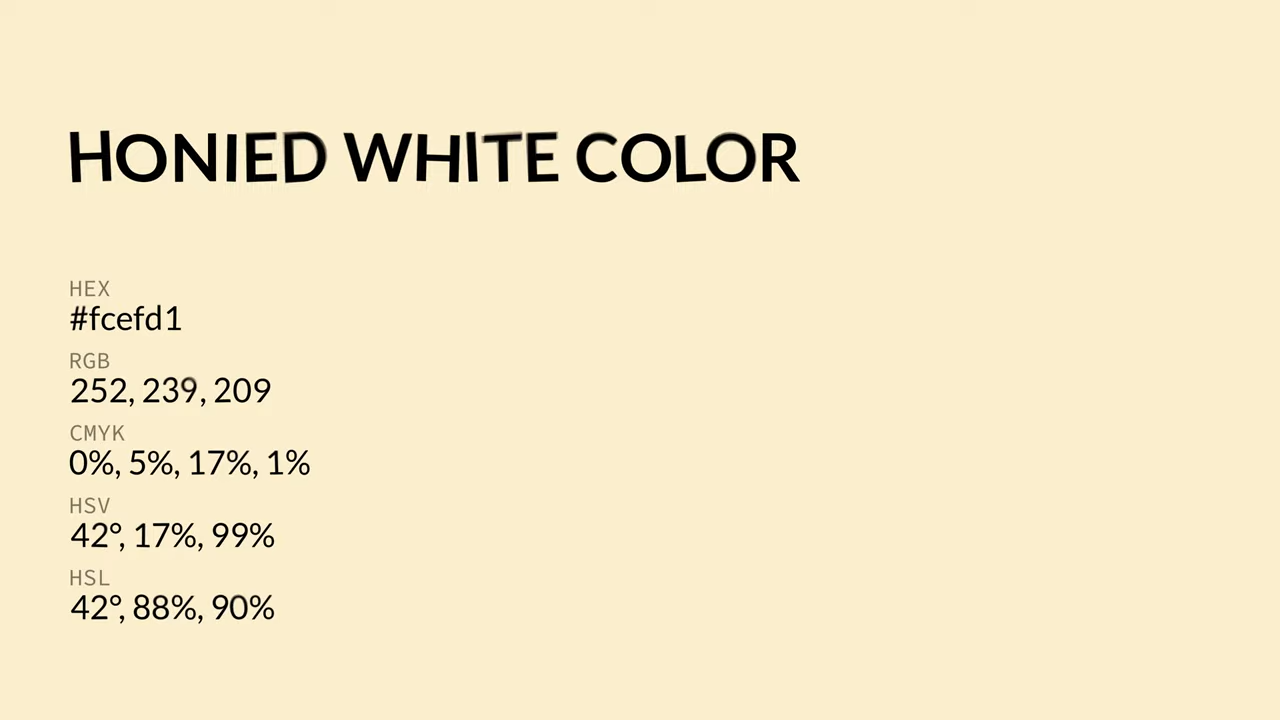 HONIED WHITE COLOR
HEX
#fcefd1
RGB
252, 239, 209
CMYK
0%, 5%, 17%, 1%
HSV
42°, 17%, 99%
HSL
42°, 88%, 90%